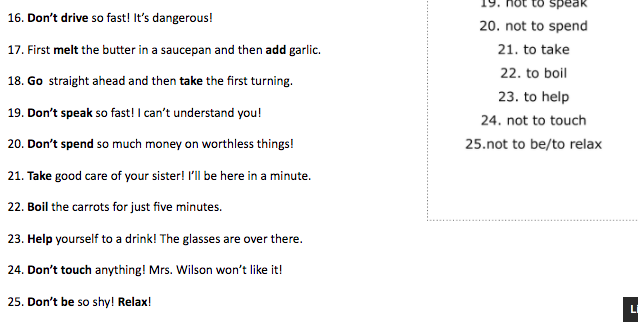 16. Don't drive so fast! It's dangerous!
17. First melt the butter in a saucepan and then add garlic.
18. Go straight ahead and then take the first turning.
19. Don't speak so fast! I can't understand you!
20. Don't spend so much money on worthless things!
21. Take good care of your sister! I'll be here in a minute.
22. Boil the carrots for just five minutes.
23. Help yourself to a drink! The glasses are over there.
24. Don't touch anything! Mrs. Wilson won't like it!
25. Don't be so shy! Relax!
19. not to speak
20. not to spend
21. to take
22. to boil
23. to help
24. not to touch
25.not to be/to relax